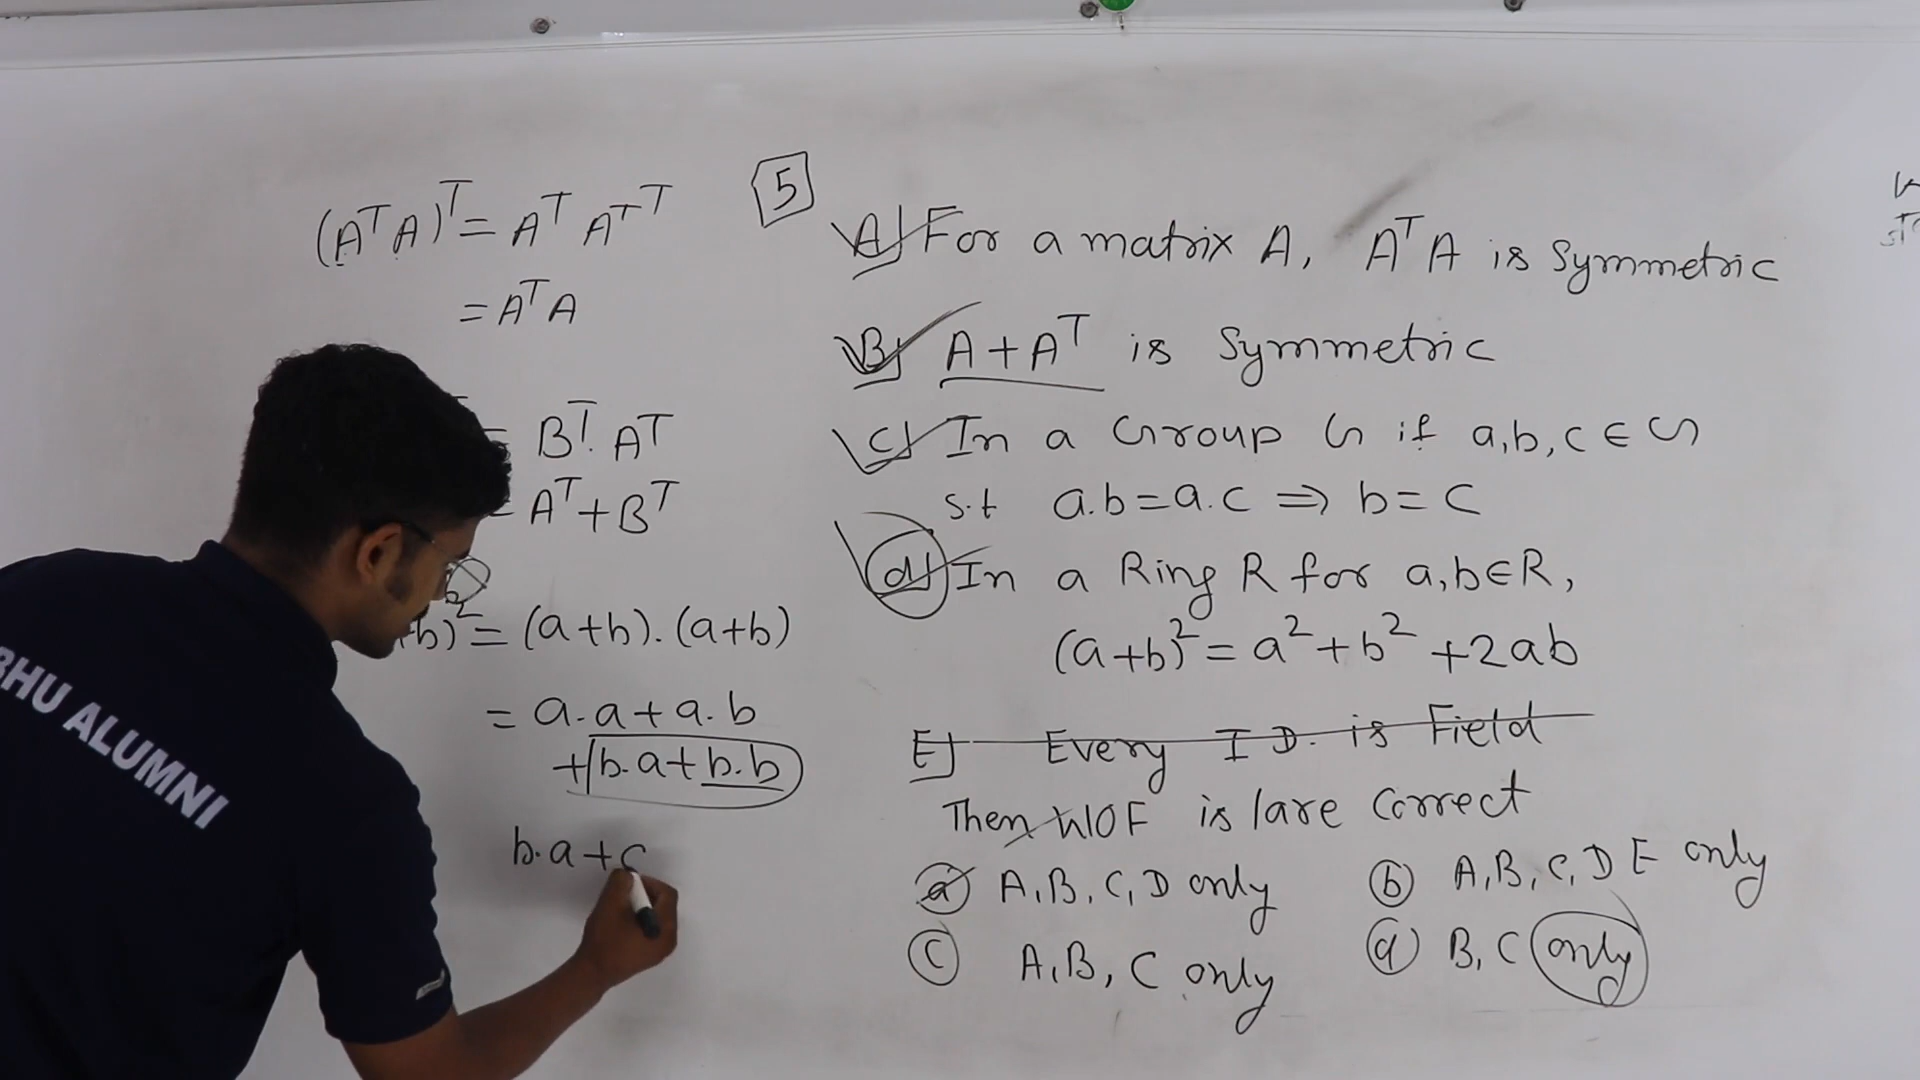 (AᵀA)ᵀ = Aᵀ Aᵀᵀ
= AᵀA
= Bᵀ. Aᵀ
= Aᵀ+Bᵀ
+b)² = (a+b).(a+b)
= a.a+a.b
+b.a+b.b
b.a+c
BHU ALUMNI
5
A] For a matrix A, AᵀA is Symmetric
B] A+Aᵀ is Symmetric
C] In a Group G if a,b,c ∈ G
s.t a.b=a.c ⇒ b=c
d] In a Ring R for a,b∈R,
(a+b)² = a²+b²+2ab
E] Every I D. is Field
Then WOF is/are Correct
(a) A,B,C,D only
(b) A,B,C,D E only
(c) A,B,C only
(d) B,C only